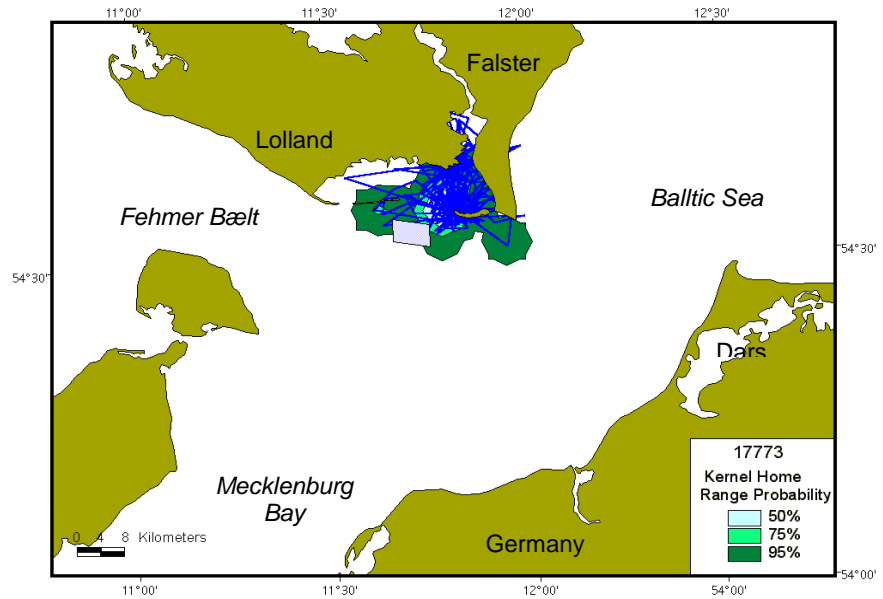 11°00'
11°30'
12°00'
12°30'
Falster
Lolland
Balltic Sea
Fehmer Bælt
54°30'
54°30'
Dars
17773
Kernel Home
Range Probability
50%
75%
95%
Mecklenburg
Bay
0 4 8 Kilometers
Germany
54°00'
11°00'
11°30'
12°00'
54°00'